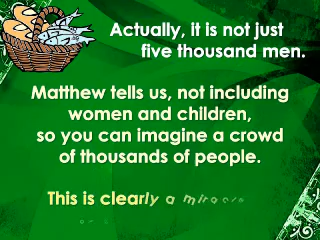 Actually, it is not just
five thousand men.
Matthew tells us, not including
women and children,
so you can imagine a crowd
of thousands of people.
This is clearly a miracle